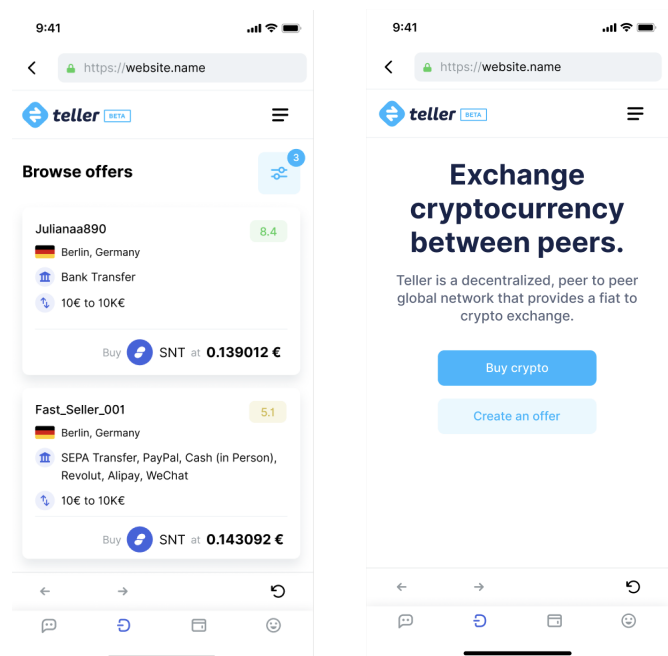 9:41
https://website.name
teller BETA
Browse offers
3
Julianaa890
8.4
Berlin, Germany
Bank Transfer
10€ to 10K€
Buy SNT at 0.139012 €
Fast_Seller_001
5.1
Berlin, Germany
SEPA Transfer, PayPal, Cash (in Person),
Revolut, Alipay, WeChat
10€ to 10K€
Buy SNT at 0.143092 €
9:41
https://website.name
teller BETA
Exchange
cryptocurrency
between peers.
Teller is a decentralized, peer to peer
global network that provides a fiat to
crypto exchange.
Buy crypto
Create an offer